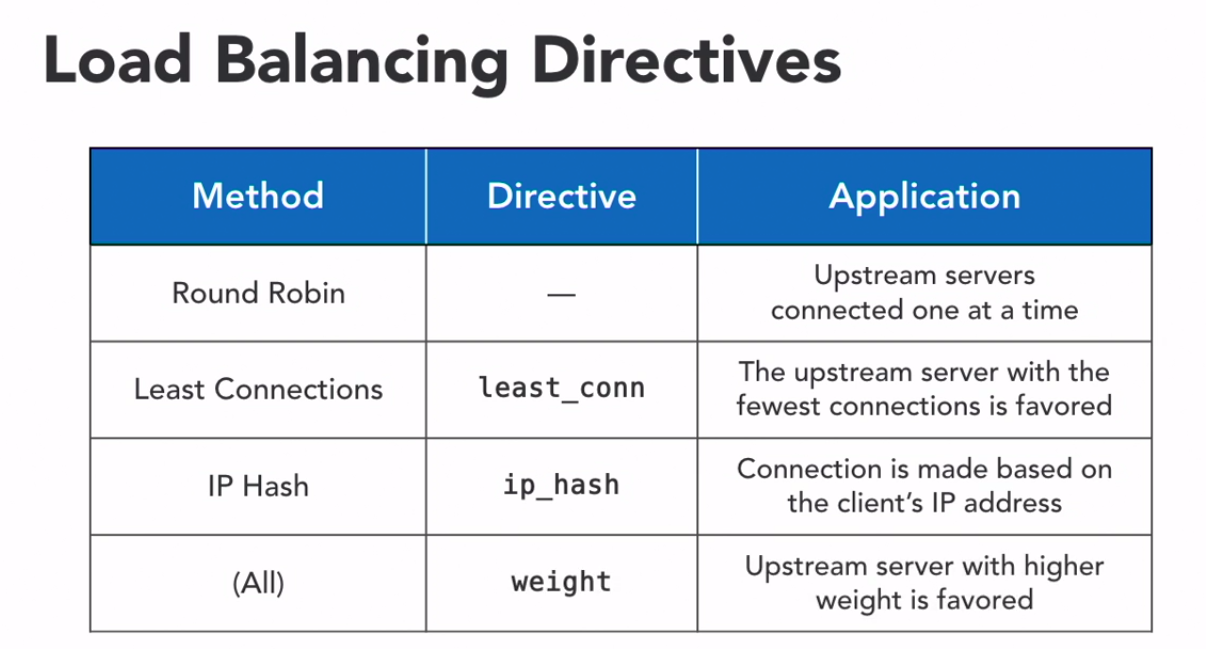 Load Balancing Directives
Method Directive Application
Round Robin — Upstream servers
connected one at a time
Least Connections least_conn The upstream server with the
fewest connections is favored
IP Hash ip_hash Connection is made based on
the client’s IP address
(All) weight Upstream server with higher
weight is favored